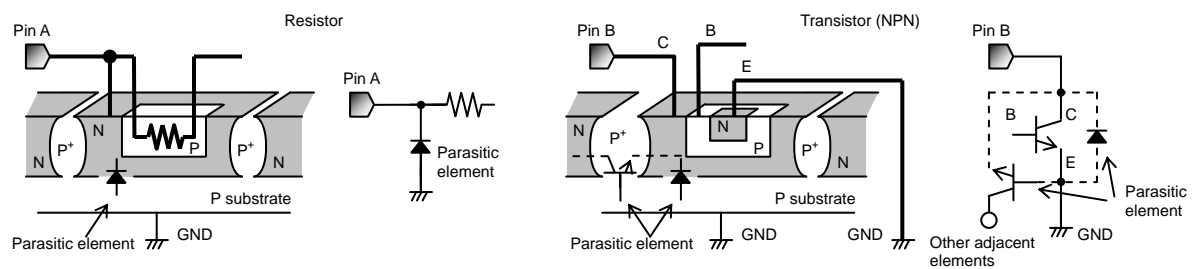 Resistor
Pin A
N
N
P+
P
P+
N
P substrate
Parasitic element
GND
Pin A
Parasitic
element
Transistor (NPN)
Pin B
C
B
E
N
P+
N
P
P+
N
N
P substrate
Parasitic element
GND
GND
Pin B
B
C
E
Parasitic
element
GND
Other adjacent
elements